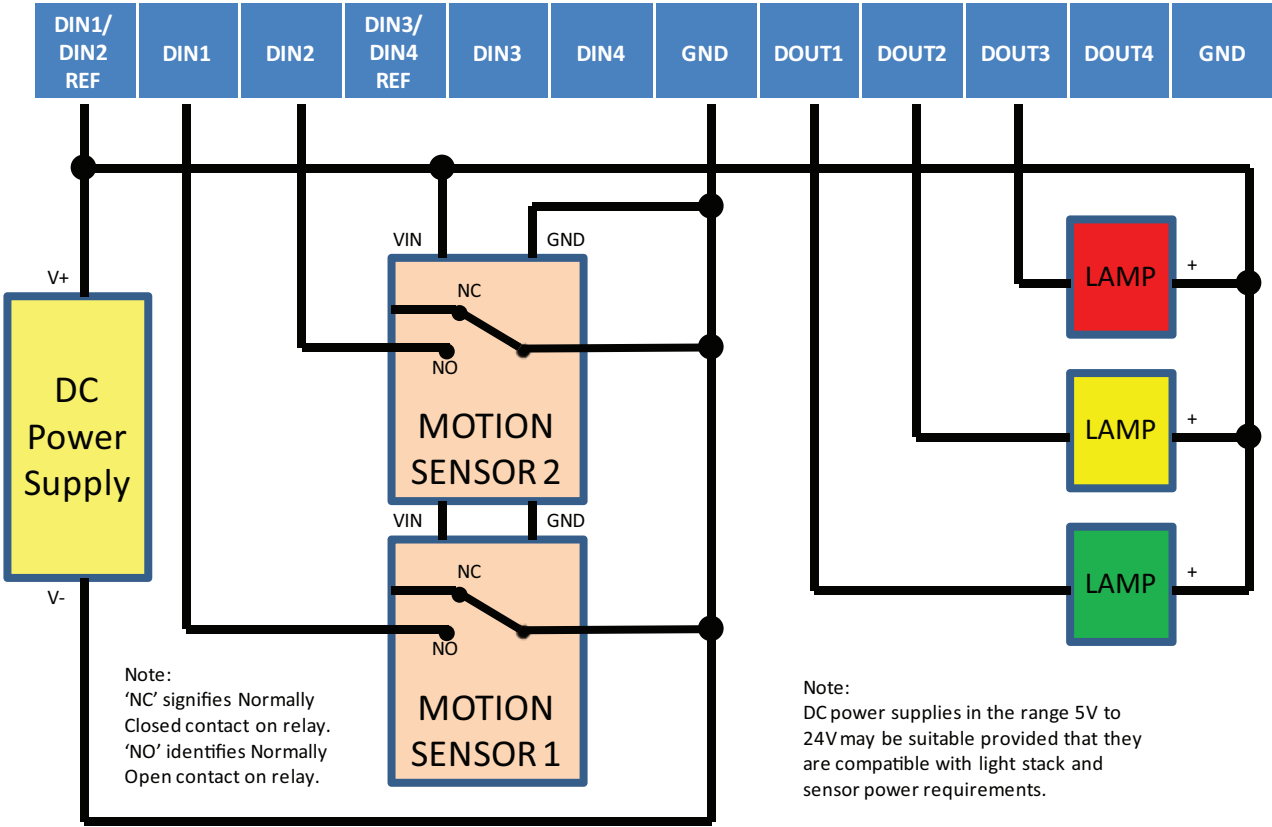 DIN1/
DIN2
REF
DIN1
DIN2
DIN3/
DIN4
REF
DIN3
DIN4
GND
DOUT1
DOUT2
DOUT3
DOUT4
GND
V+
DC
Power
Supply
V-
VIN
GND
NC
NO
MOTION
SENSOR 2
VIN
GND
NC
NO
MOTION
SENSOR 1
LAMP
+
LAMP
+
LAMP
+
Note:
‘NC’ signifies Normally
Closed contact on relay.
‘NO’ identifies Normally
Open contact on relay.
Note:
DC power supplies in the range 5V to
24V may be suitable provided that they
are compatible with light stack and
sensor power requirements.